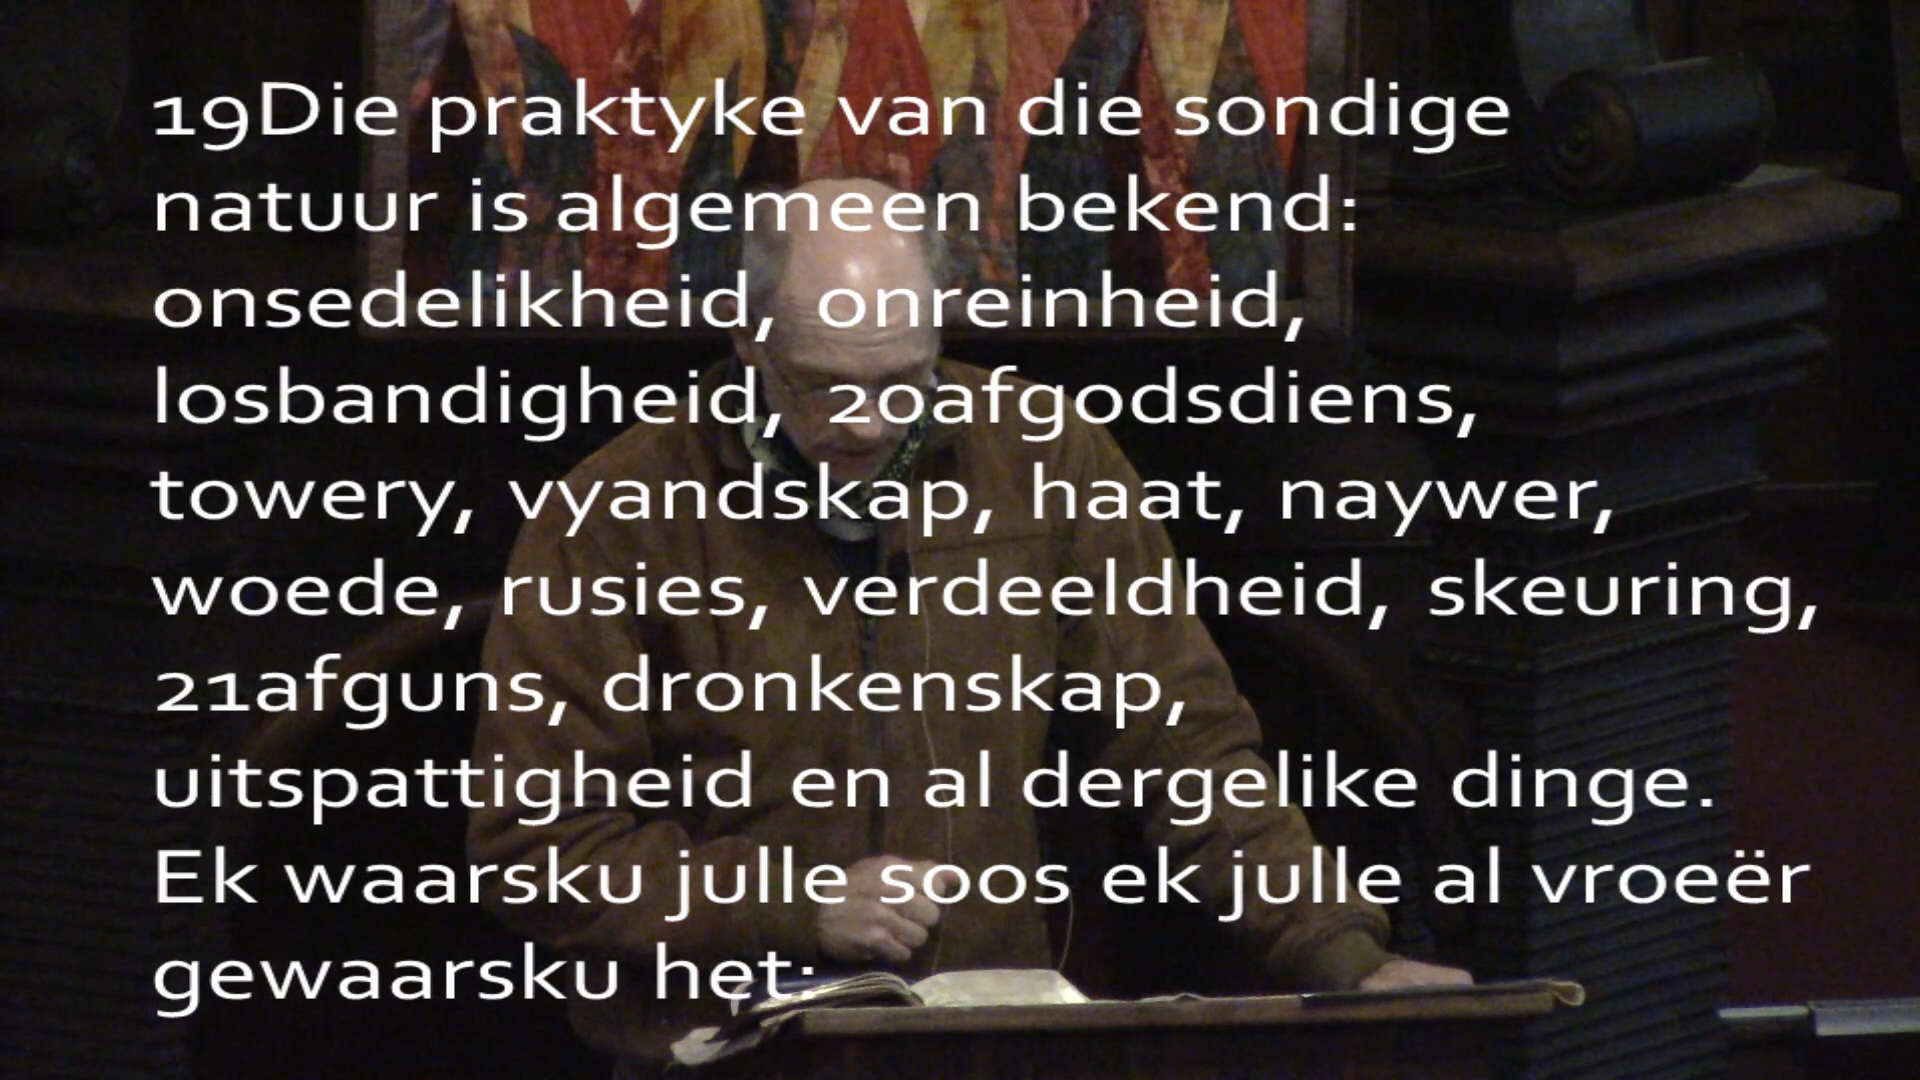 19Die praktyke van die sondige
natuur is algemeen bekend:
onsedelikheid, onreinheid,
losbandigheid, 20afgodsdiens,
towery, vyandskap, haat, naywer,
woede, rusies, verdeeldheid, skeuring,
21afguns, dronkenskap,
uitspattigheid en al dergelike dinge.
Ek waarsku julle soos ek julle al vroeër
gewaarsku het: